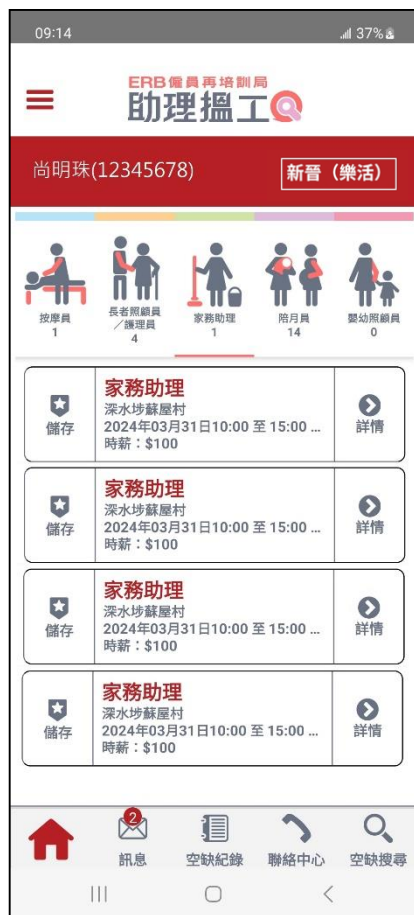 09:14
37%
ERB僱員再培訓局
助理搵工
尚明珠(12345678)
新晉（樂活）
按摩員
1
長者照顧員
／護理員
4
家務助理
1
陪月員
14
嬰幼照顧員
0
儲存
家務助理
深水埗蘇屋村
2024年03月31日10:00 至 15:00 ...
時薪：$100
詳情
儲存
家務助理
深水埗蘇屋村
2024年03月31日10:00 至 15:00 ...
時薪：$100
詳情
儲存
家務助理
深水埗蘇屋村
2024年03月31日10:00 至 15:00 ...
時薪：$100
詳情
儲存
家務助理
深水埗蘇屋村
2024年03月31日10:00 至 15:00 ...
時薪：$100
詳情
2
訊息
空缺紀錄
聯絡中心
空缺搜尋